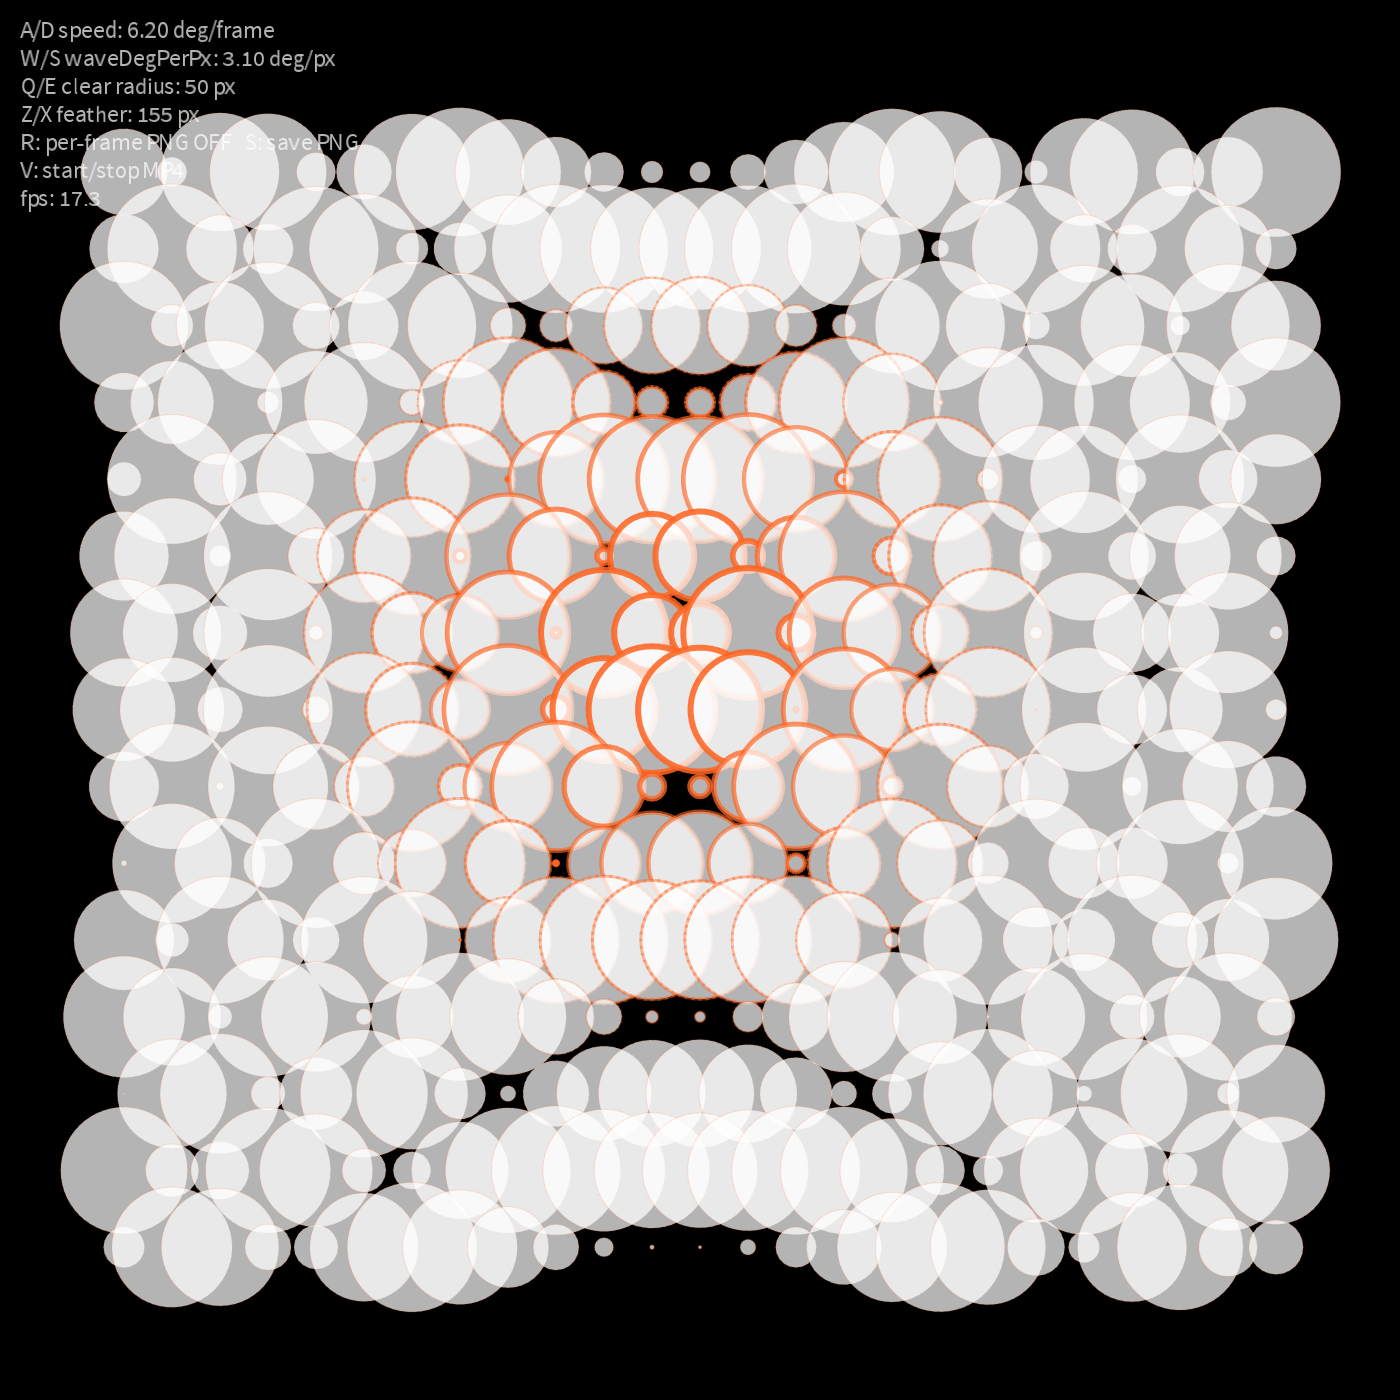 A/D speed: 6.20 deg/frame
W/S waveDegPerPx: 3.10 deg/px
Q/E clear radius: 50 px
Z/X feather: 155 px
R: per-frame PNG OFF   S: save PNG
V: start/stop MP4
fps: 17.3